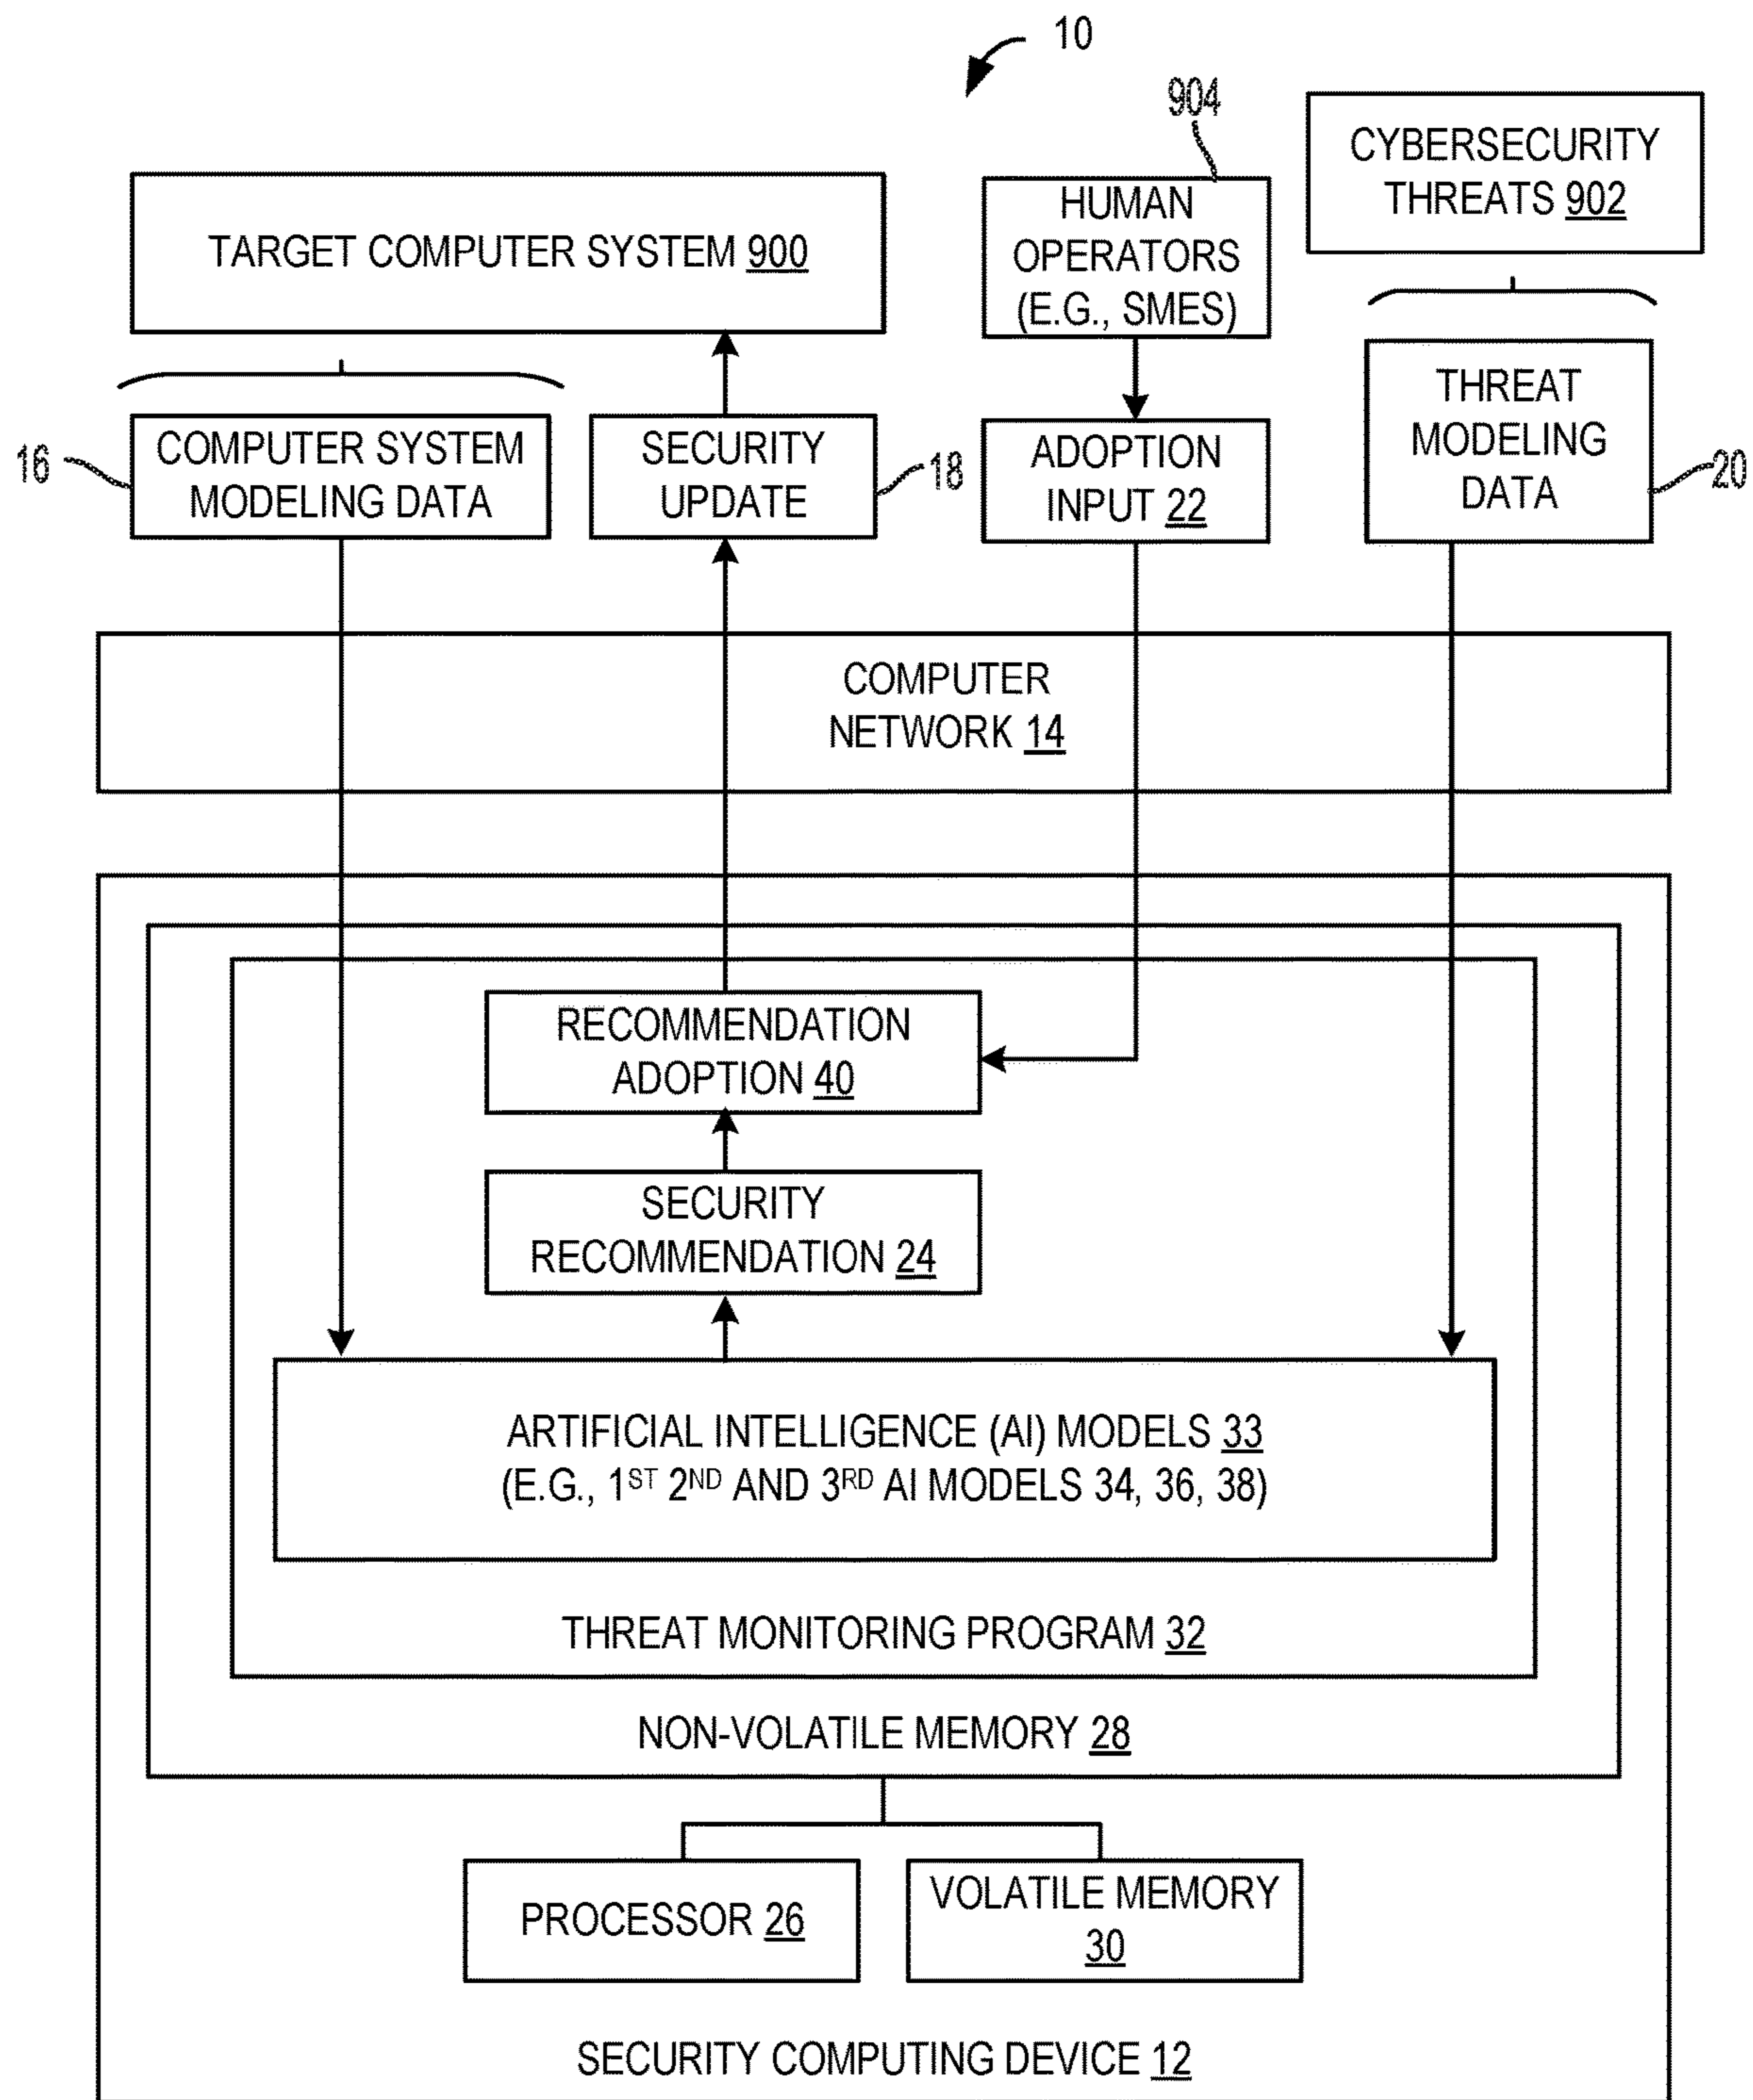 10
904
CYBERSECURITY
THREATS 902
TARGET COMPUTER SYSTEM 900
HUMAN
OPERATORS
(E.G., SMES)
16
COMPUTER SYSTEM
MODELING DATA
SECURITY
UPDATE
18
ADOPTION
INPUT 22
THREAT
MODELING
DATA
20
COMPUTER
NETWORK 14
RECOMMENDATION
ADOPTION 40
SECURITY
RECOMMENDATION 24
ARTIFICIAL INTELLIGENCE (AI) MODELS 33
(E.G., 1ST 2ND AND 3RD AI MODELS 34, 36, 38)
THREAT MONITORING PROGRAM 32
NON-VOLATILE MEMORY 28
PROCESSOR 26
VOLATILE MEMORY
30
SECURITY COMPUTING DEVICE 12